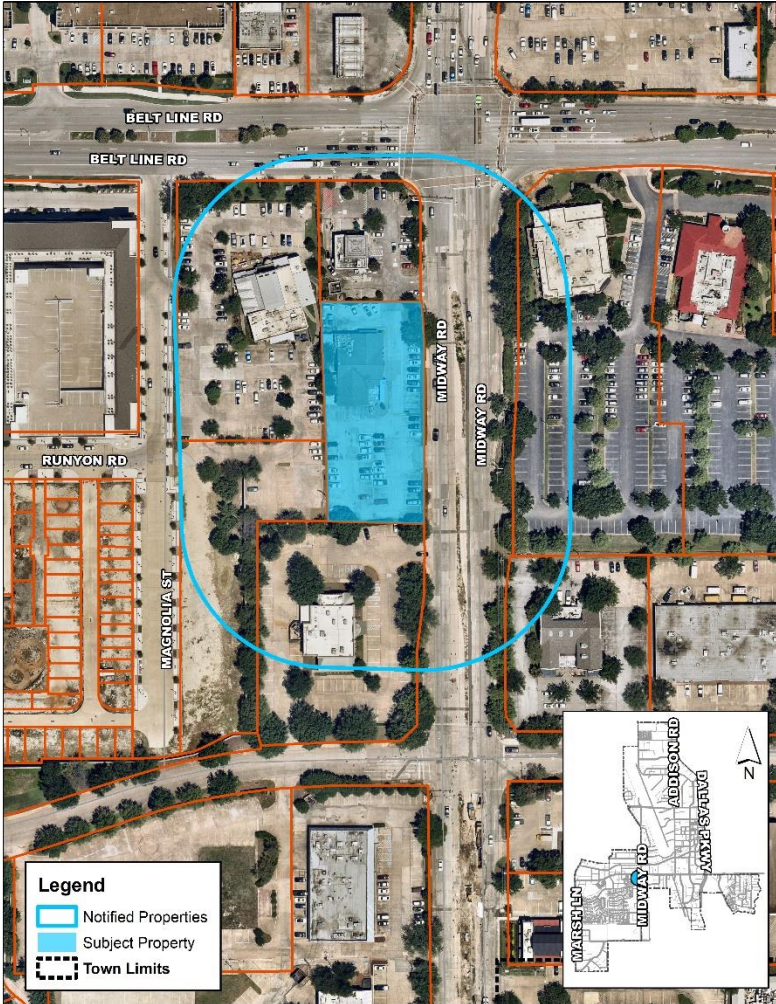 BELT LINE RD
BELT LINE RD
MIDWAY RD
MIDWAY RD
RUNYON RD
MAGNOLIA ST
Legend
Notified Properties
Subject Property
Town Limits
ADDISON RD
DALLAS PKWY
MIDWAY RD
MARSH LN
N